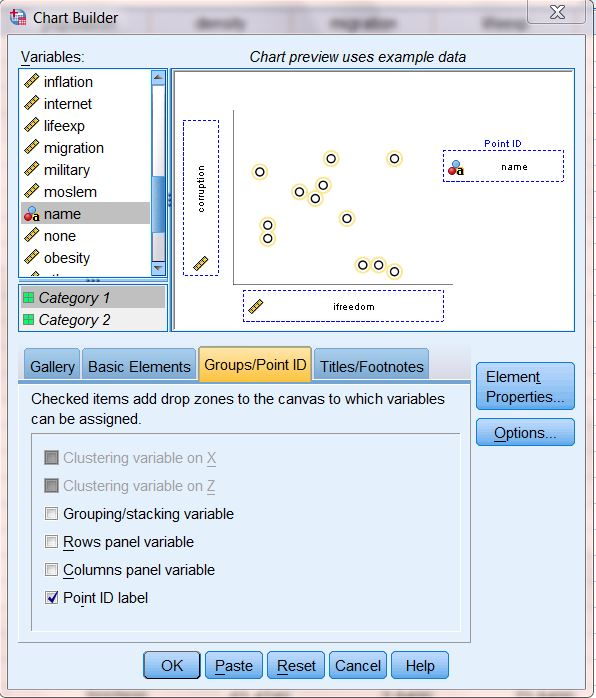 Chart Builder
density migration lifeexp
Variables:
Chart preview uses example data
inflation
internet
lifeexp
migration
military
moslem
name
none
obesity
Category 1
Category 2
corruption
Point ID
name
ifreedom
Gallery Basic Elements Groups/Point ID Titles/Footnotes
Checked items add drop zones to the canvas to which variables
can be assigned.
Clustering variable on X
Clustering variable on Z
Grouping/stacking variable
Rows panel variable
Columns panel variable
Point ID label
Element
Properties...
Options...
OK Paste Reset Cancel Help